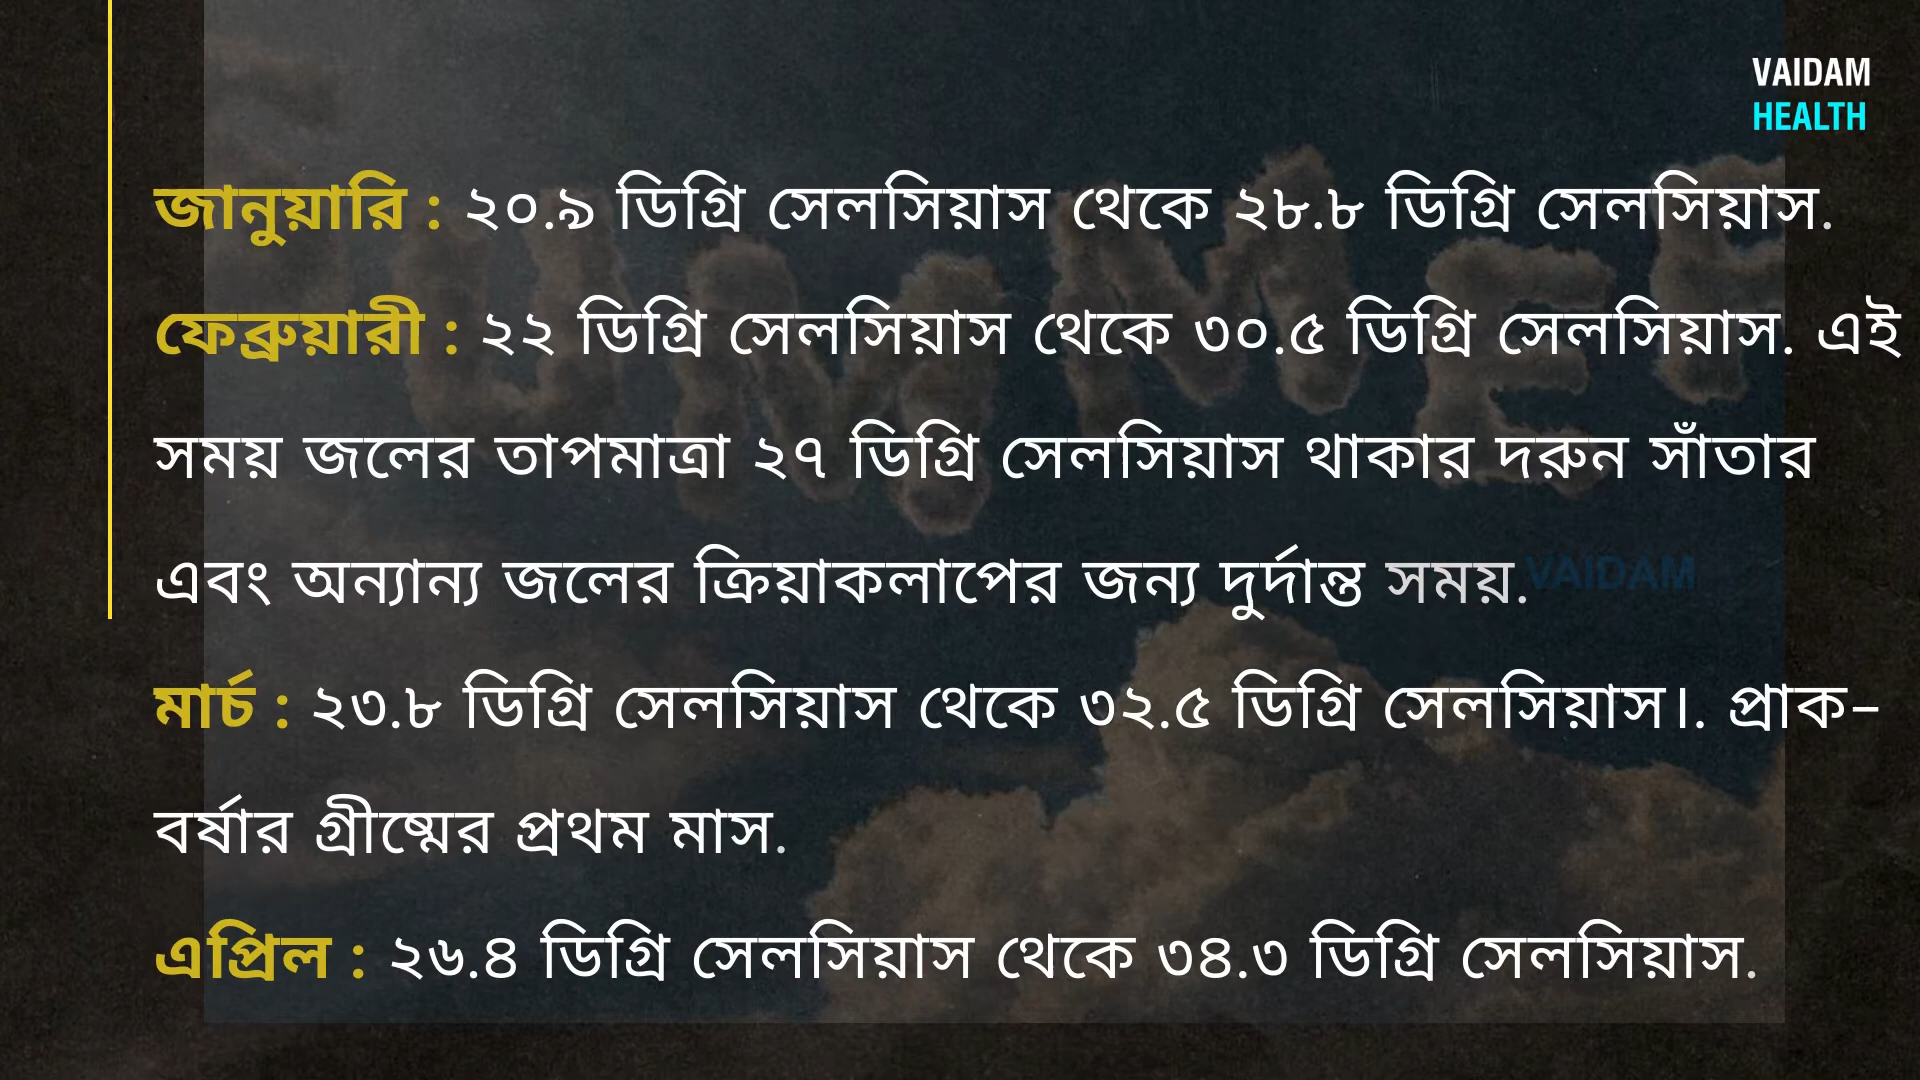 VAIDAM
HEALTH
জানুয়ারি : ২০.৯ ডিগ্রি সেলসিয়াস থেকে ২৮.৮ ডিগ্রি সেলসিয়াস.
ফেব্রুয়ারী : ২২ ডিগ্রি সেলসিয়াস থেকে ৩০.৫ ডিগ্রি সেলসিয়াস. এই
সময় জলের তাপমাত্রা ২৭ ডিগ্রি সেলসিয়াস থাকার দরুন সাঁতার
এবং অন্যান্য জলের ক্রিয়াকলাপের জন্য দুর্দান্ত সময়.
VAIDAM
মার্চ : ২৩.৮ ডিগ্রি সেলসিয়াস থেকে ৩২.৫ ডিগ্রি সেলসিয়াস।. প্রাক–
বর্ষার গ্রীষ্মের প্রথম মাস.
এপ্রিল : ২৬.৪ ডিগ্রি সেলসিয়াস থেকে ৩৪.৩ ডিগ্রি সেলসিয়াস.